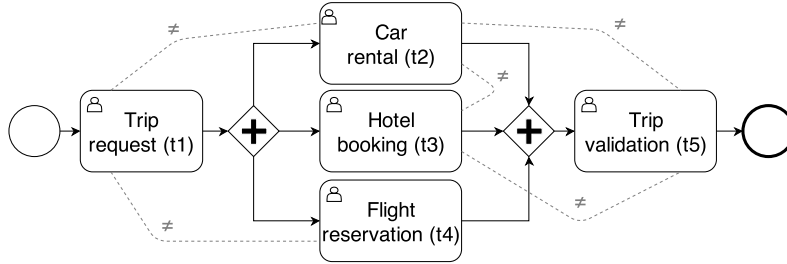 ≠
Car
rental (t2)
≠
≠
Trip
request (t1)
Hotel
booking (t3)
Trip
validation (t5)
≠
≠
Flight
reservation (t4)